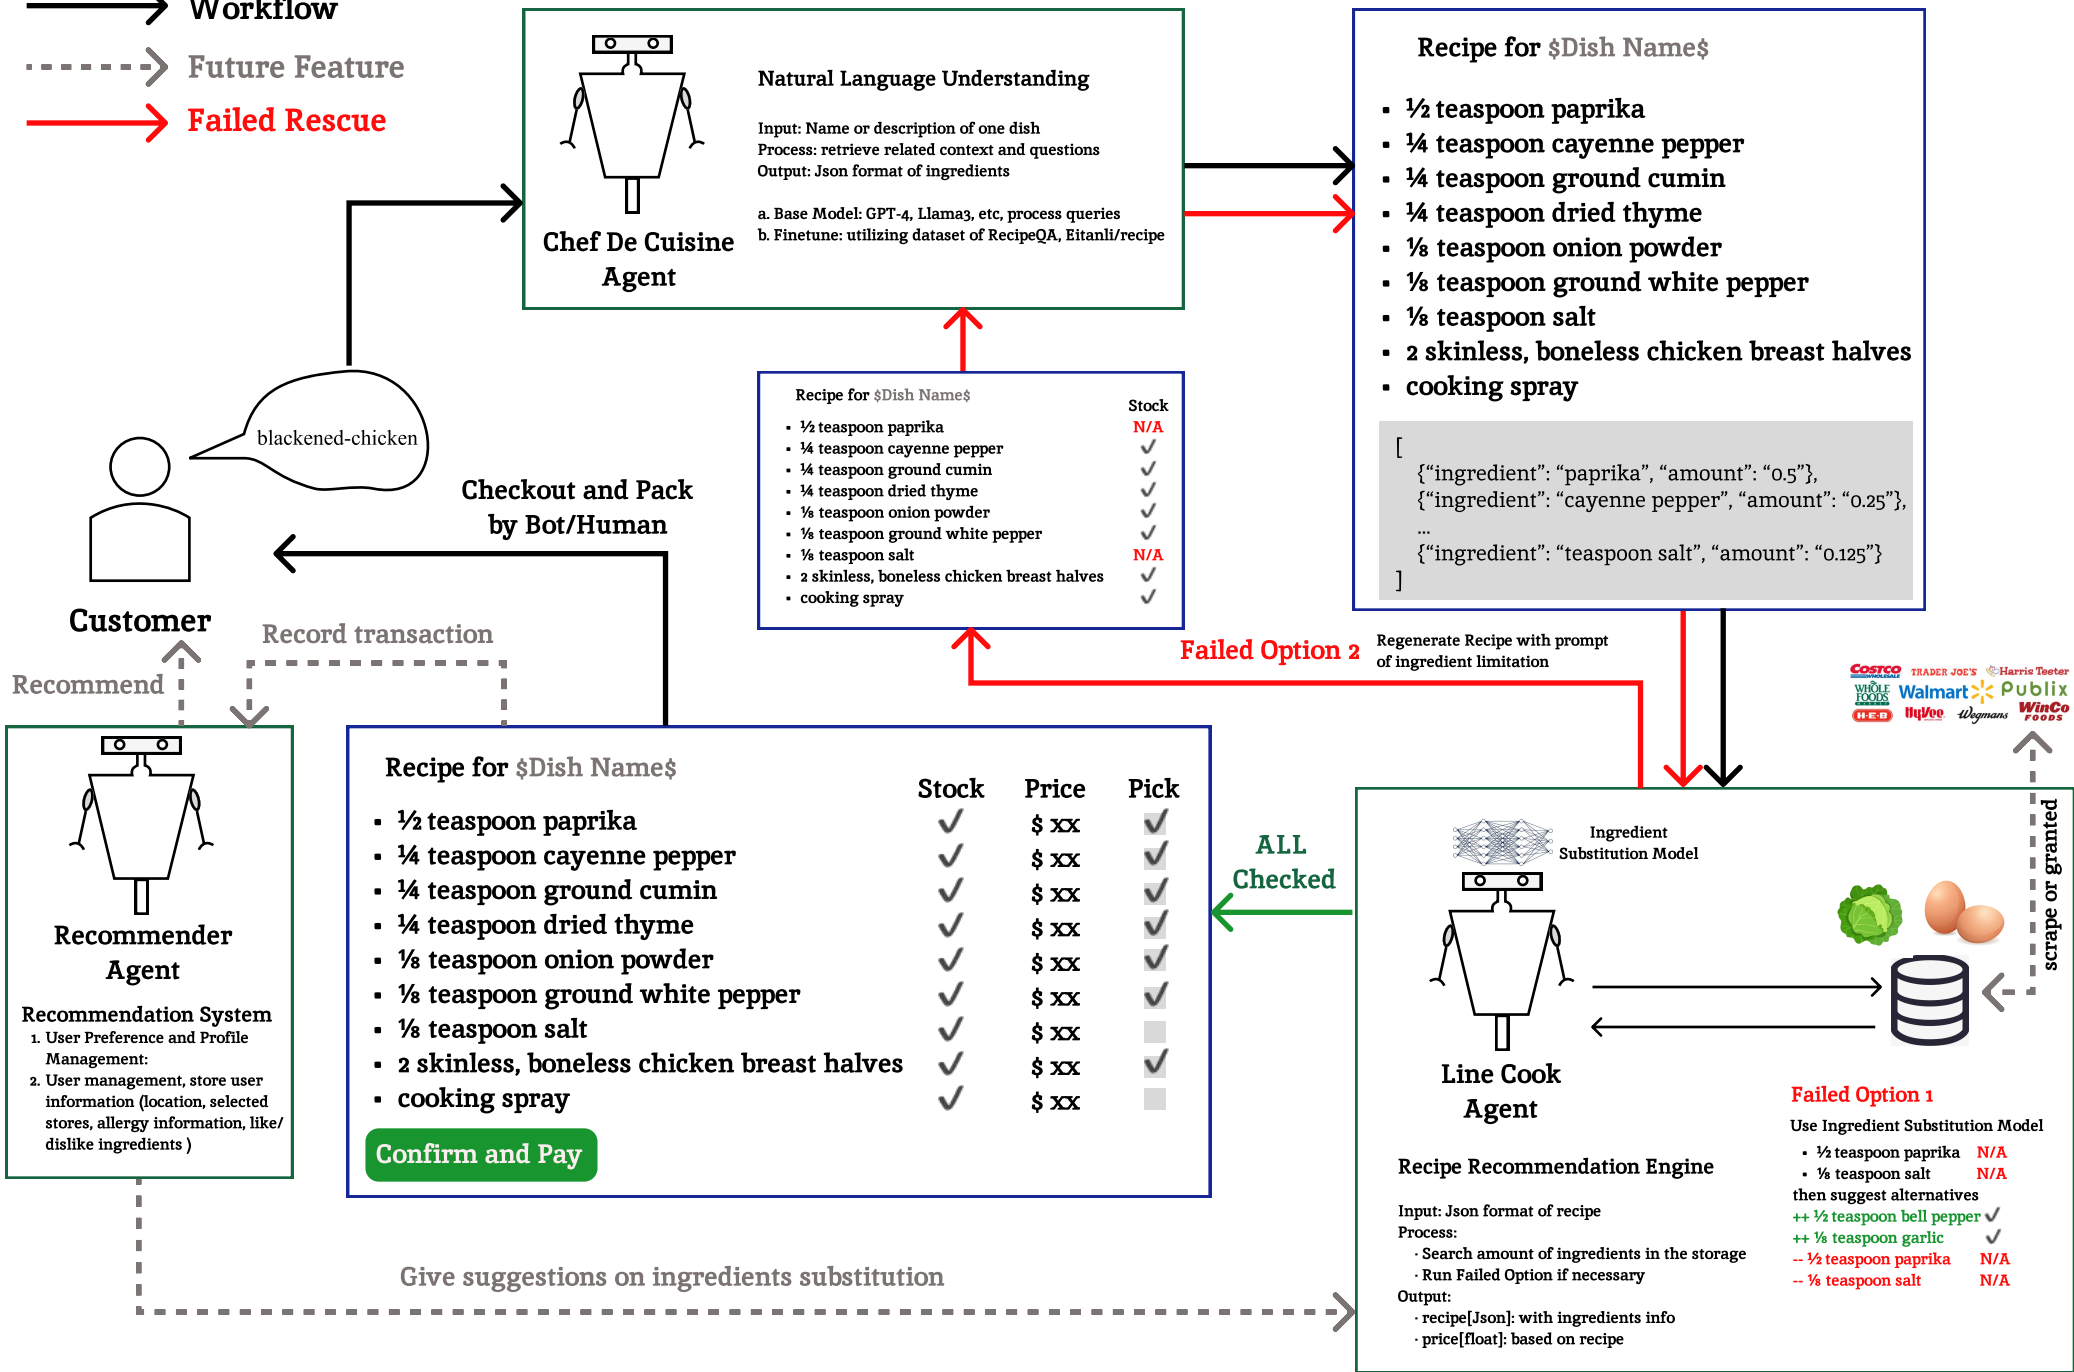 Workflow
Future Feature
Failed Rescue
Chef De Cuisine
Agent
Natural Language Understanding
Input: Name or description of one dish
Process: retrieve related context and questions
Output: Json format of ingredients
a. Base Model: GPT-4, Llama3, etc, process queries
b. Finetune: utilizing dataset of RecipeQA, Eitanli/recipe
Recipe for $Dish Name$
▪ ½ teaspoon paprika
▪ ¼ teaspoon cayenne pepper
▪ ¼ teaspoon ground cumin
▪ ¼ teaspoon dried thyme
▪ ⅛ teaspoon onion powder
▪ ⅛ teaspoon ground white pepper
▪ ⅛ teaspoon salt
▪ 2 skinless, boneless chicken breast halves
▪ cooking spray
[
{“ingredient”: “paprika”, “amount”: “0.5”},
{“ingredient”: “cayenne pepper”, “amount”: “0.25”},
...
{“ingredient”: “teaspoon salt”, “amount”: “0.125”}
]
blackened-chicken
Customer
Checkout and Pack
by Bot/Human
Recipe for $Dish Name$
Stock
▪ ½ teaspoon paprika N/A
▪ ¼ teaspoon cayenne pepper ✓
▪ ¼ teaspoon ground cumin ✓
▪ ¼ teaspoon dried thyme ✓
▪ ⅛ teaspoon onion powder ✓
▪ ⅛ teaspoon ground white pepper ✓
▪ ⅛ teaspoon salt N/A
▪ 2 skinless, boneless chicken breast halves ✓
▪ cooking spray ✓
Failed Option 2
Regenerate Recipe with prompt
of ingredient limitation
Record transaction
Recommend
Recommender
Agent
Recommendation System
1. User Preference and Profile
Management:
2. User management, store user
information (location, selected
stores, allergy information, like/
dislike ingredients )
Recipe for $Dish Name$
Stock Price Pick
▪ ½ teaspoon paprika ✓ $ xx ✓
▪ ¼ teaspoon cayenne pepper ✓ $ xx ✓
▪ ¼ teaspoon ground cumin ✓ $ xx ✓
▪ ¼ teaspoon dried thyme ✓ $ xx ✓
▪ ⅛ teaspoon onion powder ✓ $ xx ✓
▪ ⅛ teaspoon ground white pepper ✓ $ xx ✓
▪ ⅛ teaspoon salt ✓ $ xx
▪ 2 skinless, boneless chicken breast halves ✓ $ xx ✓
▪ cooking spray ✓ $ xx
Confirm and Pay
ALL
Checked
COSTCO
WHOLESALE
TRADER JOE'S
Harris Teeter
WHOLE
FOODS
MARKET
Walmart
Publix
H-E-B
HyVee
Wegmans
WinCo
FOODS
scrape or granted
Ingredient
Substitution Model
Line Cook
Agent
Recipe Recommendation Engine
Input: Json format of recipe
Process:
· Search amount of ingredients in the storage
· Run Failed Option if necessary
Output:
· recipe[Json]: with ingredients info
· price[float]: based on recipe
Failed Option 1
Use Ingredient Substitution Model
▪ ½ teaspoon paprika N/A
▪ ⅛ teaspoon salt N/A
then suggest alternatives
++ ½ teaspoon bell pepper ✓
++ ⅛ teaspoon garlic ✓
-- ½ teaspoon paprika N/A
-- ⅛ teaspoon salt N/A
Give suggestions on ingredients substitution